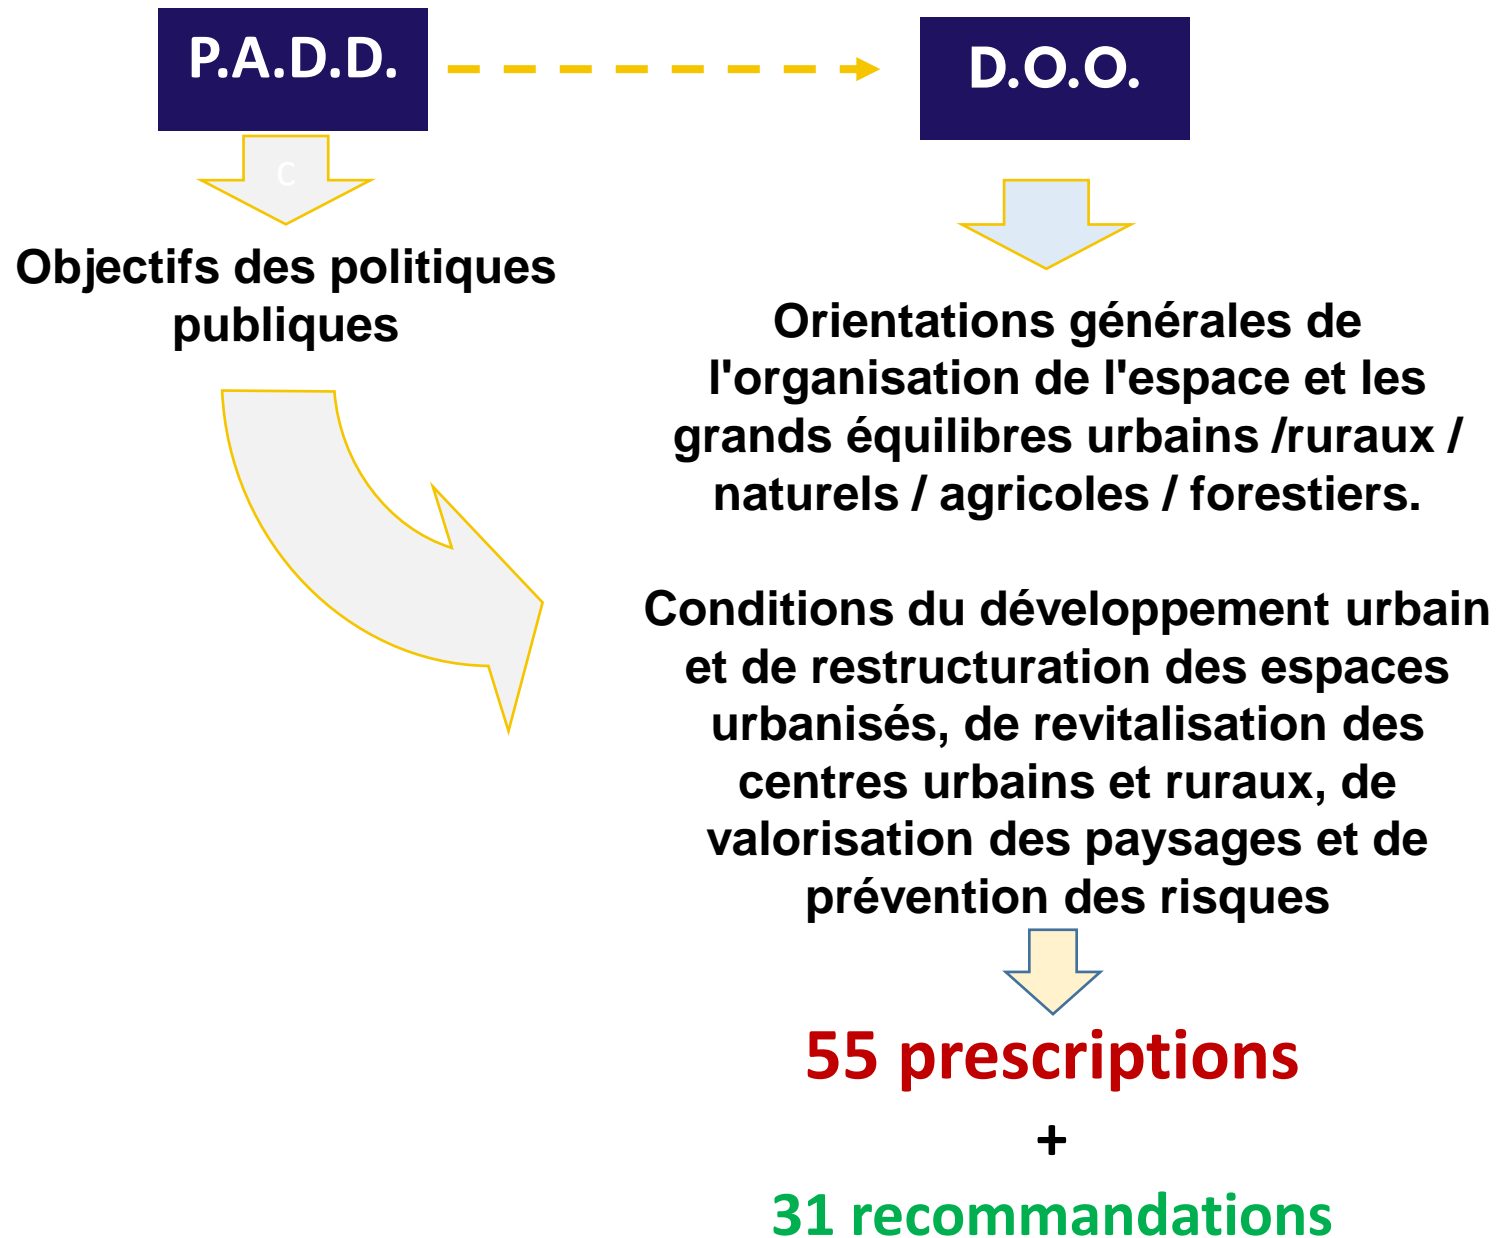 P.A.D.D.
D.O.O.
c
Objectifs des politiques
publiques
Orientations générales de
l'organisation de l'espace et les
grands équilibres urbains /ruraux /
naturels / agricoles / forestiers.
Conditions du développement urbain
et de restructuration des espaces
urbanisés, de revitalisation des
centres urbains et ruraux, de
valorisation des paysages et de
prévention des risques
55 prescriptions
+
31 recommandations